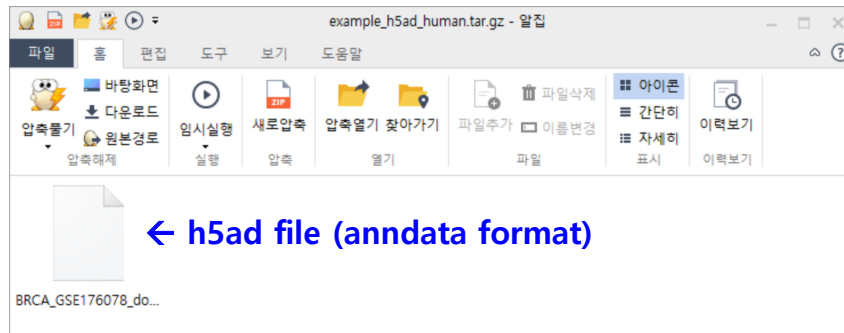 example_h5ad_human.tar.gz - 알집
파일 홈 편집 도구 보기 도움말
압축풀기
바탕화면
다운로드
원본경로
임시실행
ZIP
새로압축
압축열기 찾아가기
파일추가
파일삭제
이름변경
아이콘
간단히
자세히
이력보기
압축해제 실행 압축 열기 파일 표시 이력보기
← h5ad file (anndata format)
BRCA_GSE176078_do...